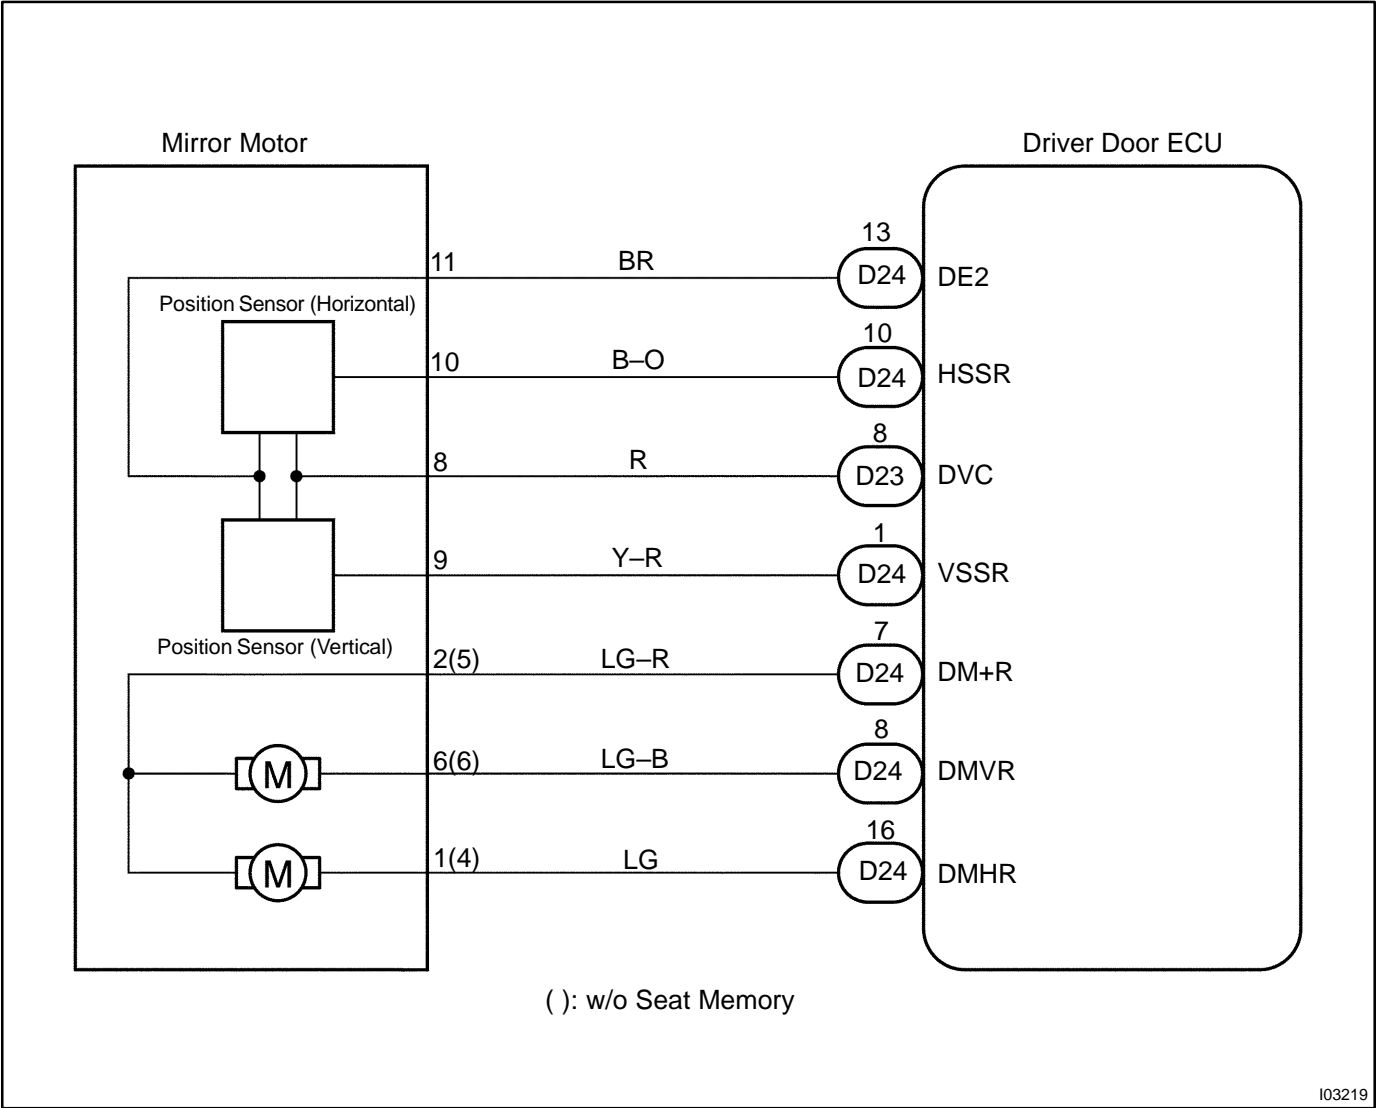 Mirror Motor
Driver Door ECU
11 BR 13 D24 DE2
Position Sensor (Horizontal)
10 B–O 10 D24 HSSR
8 R 8 D23 DVC
9 Y–R 1 D24 VSSR
Position Sensor (Vertical)
2(5) LG–R 7 D24 DM+R
M 6(6) LG–B 8 D24 DMVR
M 1(4) LG 16 D24 DMHR
( ): w/o Seat Memory
I03219